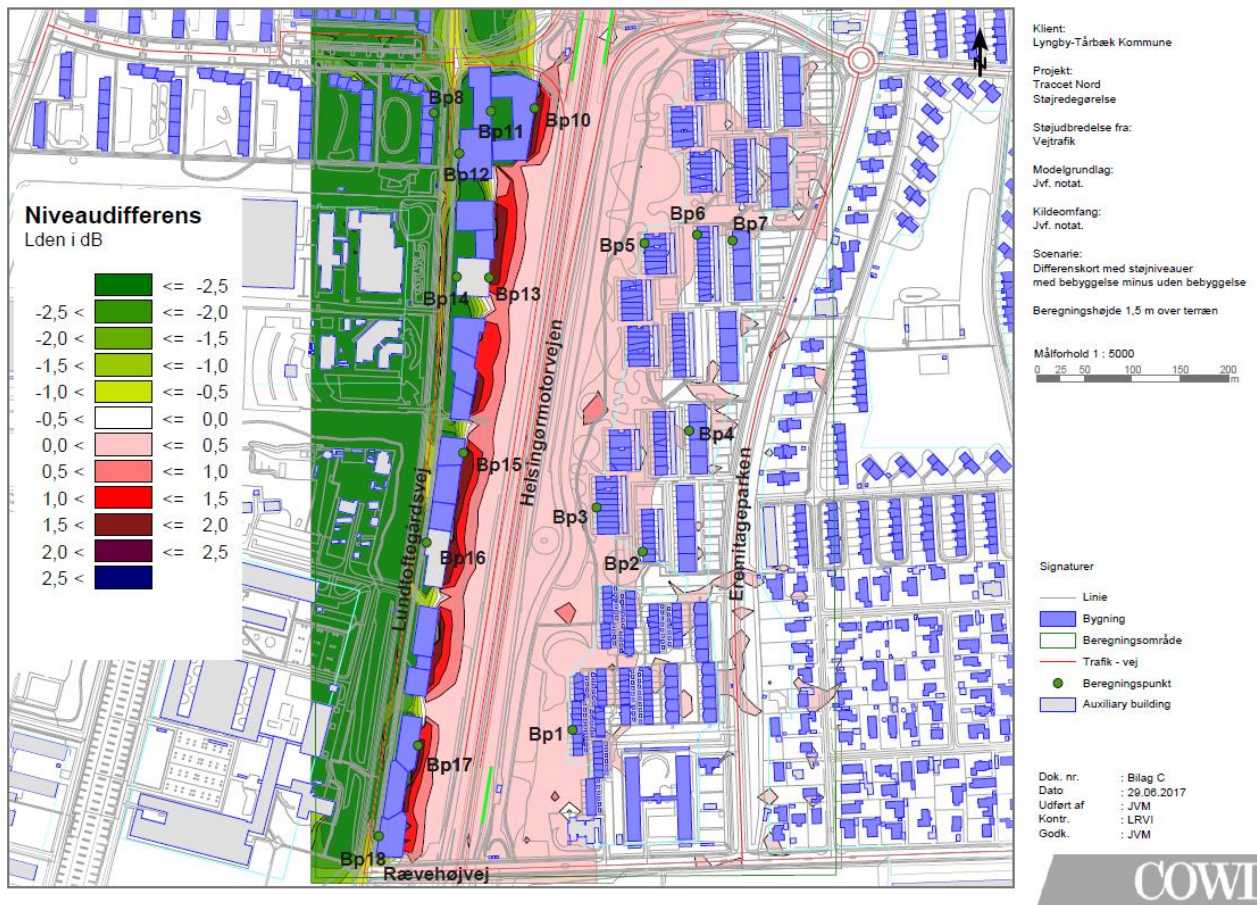 Bp8
Bp11
Bp10
Bp12
Bp6
Bp7
Bp5
Bp14
Bp13
Bp4
Bp15
Bp3
Bp16
Bp2
Bp1
Bp17
Bp18
Helsingørmotorvejen
Lundtoftegårdsvej
Eremitageparken
Rævehøjvej
Niveaudifferens
Lden i dB
<= -2,5
-2,5 < <= -2,0
-2,0 < <= -1,5
-1,5 < <= -1,0
-1,0 < <= -0,5
-0,5 < <= 0,0
0,0 < <= 0,5
0,5 < <= 1,0
1,0 < <= 1,5
1,5 < <= 2,0
2,0 < <= 2,5
2,5 <
Klient:
Lyngby-Tårbæk Kommune
Projekt:
Traccet Nord
Støjredegørelse
Støjudbredelse fra:
Vejtrafik
Modelgrundlag:
Jvf. notat.
Kildeomfang:
Jvf. notat.
Scenarie:
Differenskort med støjniveauer
med bebyggelse minus uden bebyggelse
Beregningshøjde 1,5 m over terræn
Målforhold 1 : 5000
0 25 50 100 150 200
m
N
Signaturer
Linie
Bygning
Beregningsområde
Trafik - vej
Beregningspunkt
Auxiliary building
Dok. nr. : Bilag C
Dato : 29.06.2017
Udført af : JVM
Kontr. : LRVI
Godk. : JVM
COWI